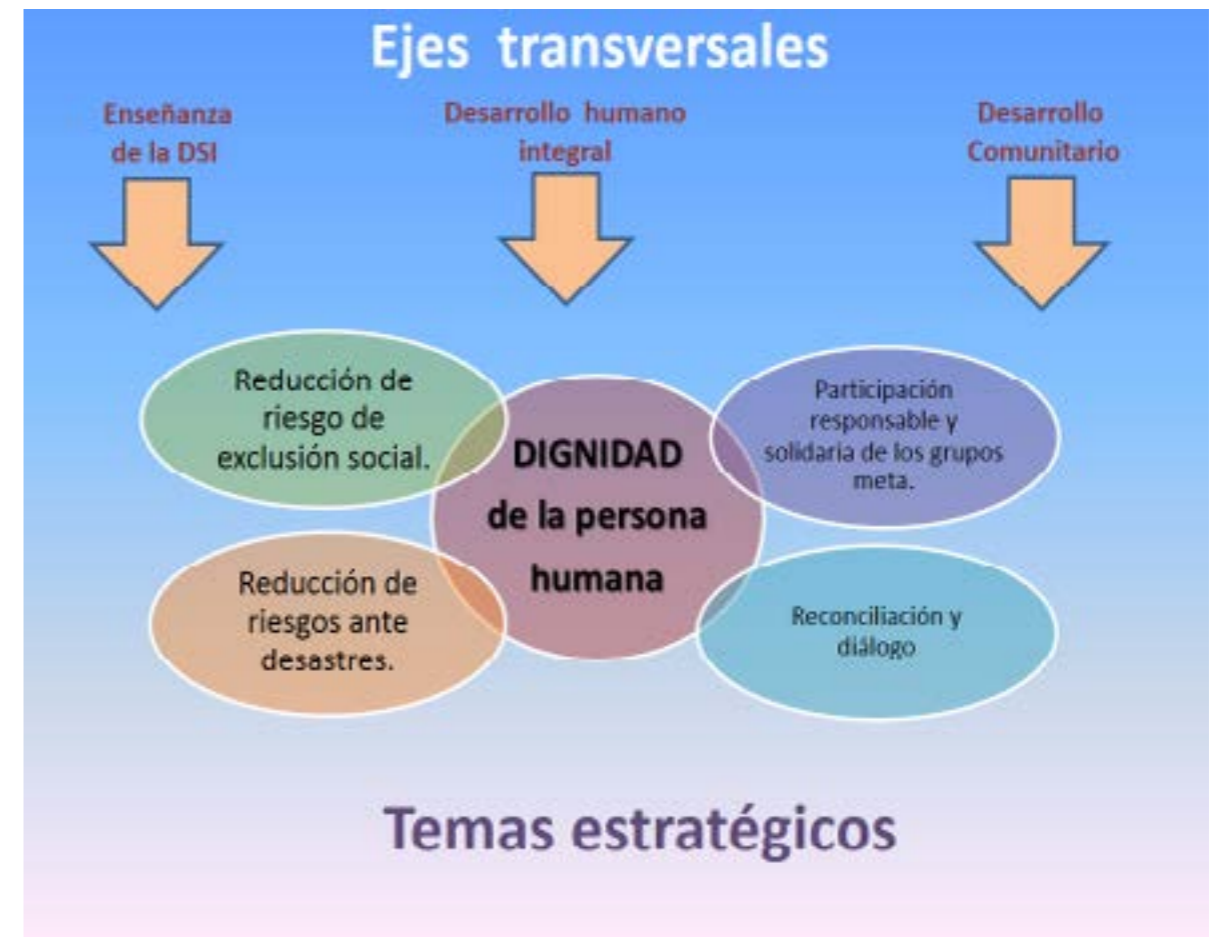 Ejes transversales
Enseñanza
de la DSI
Desarrollo humano
integral
Desarrollo
Comunitario
Reducción de
riesgo de
exclusión social.
DIGNIDAD
de la persona
humana
Participación
responsable y
solidaria de los grupos
meta.
Reducción de
riesgos ante
desastres.
Reconciliación y
diálogo
Temas estratégicos